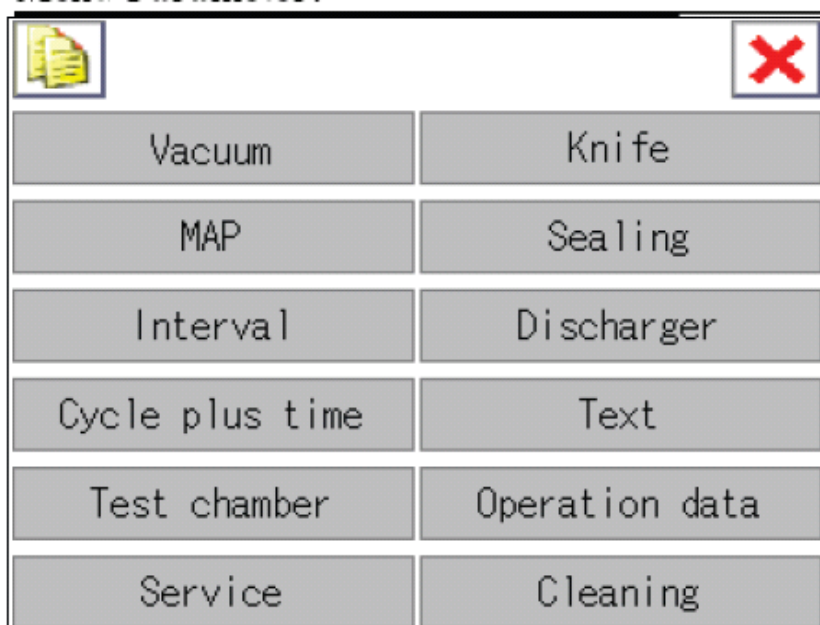 Vacuum Knife
MAP Sealing
Interval Discharger
Cycle plus time Text
Test chamber Operation data
Service Cleaning